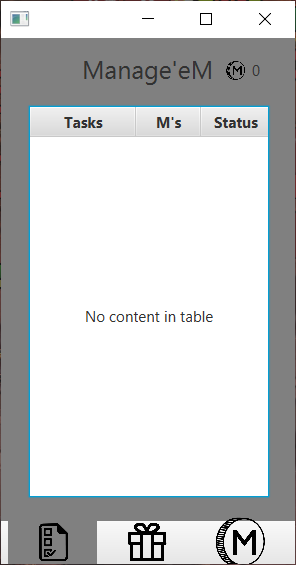 Manage'eM M 0
Tasks M's Status
No content in table
M